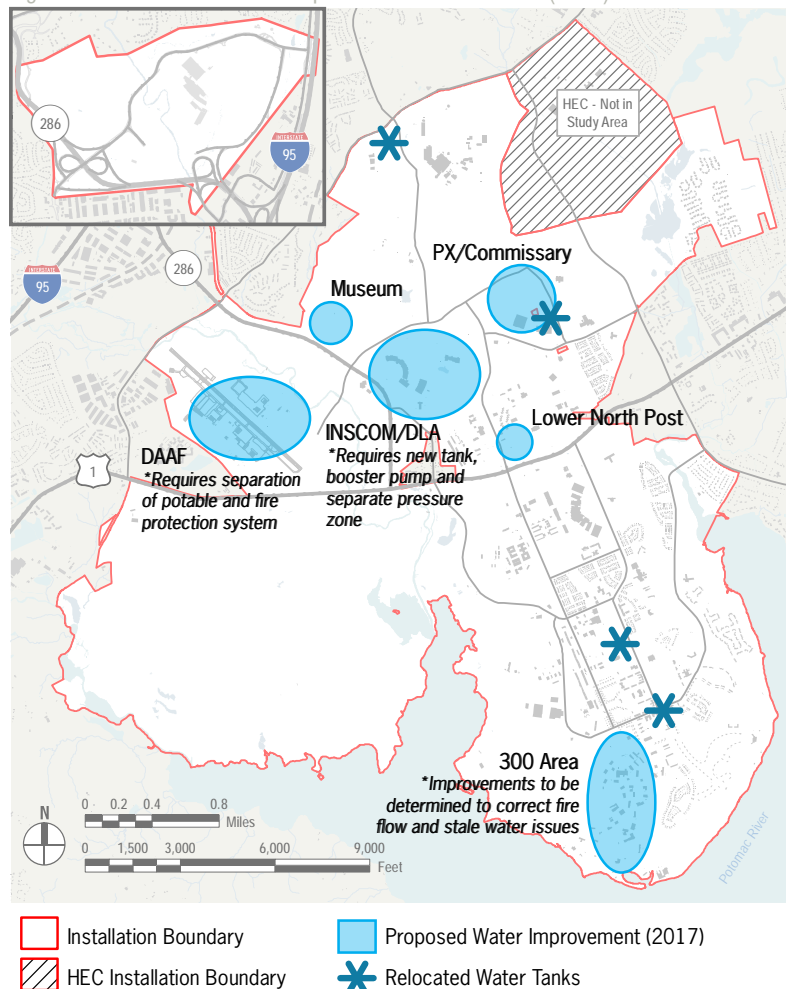 286
INTERSTATE
95
HEC - Not in
Study Area
PX/Commissary
286
INTERSTATE
95
Museum
Lower North Post
INSCOM/DLA
*Requires new tank,
booster pump and
separate pressure
zone
DAAF
*Requires separation
of potable and fire
protection system
1
300 Area
*Improvements to be
determined to correct fire
flow and stale water issues
N
0 0.2 0.4 0.8
Miles
0 1,500 3,000 6,000 9,000
Feet
Potomac River
Installation Boundary
Proposed Water Improvement (2017)
HEC Installation Boundary
Relocated Water Tanks